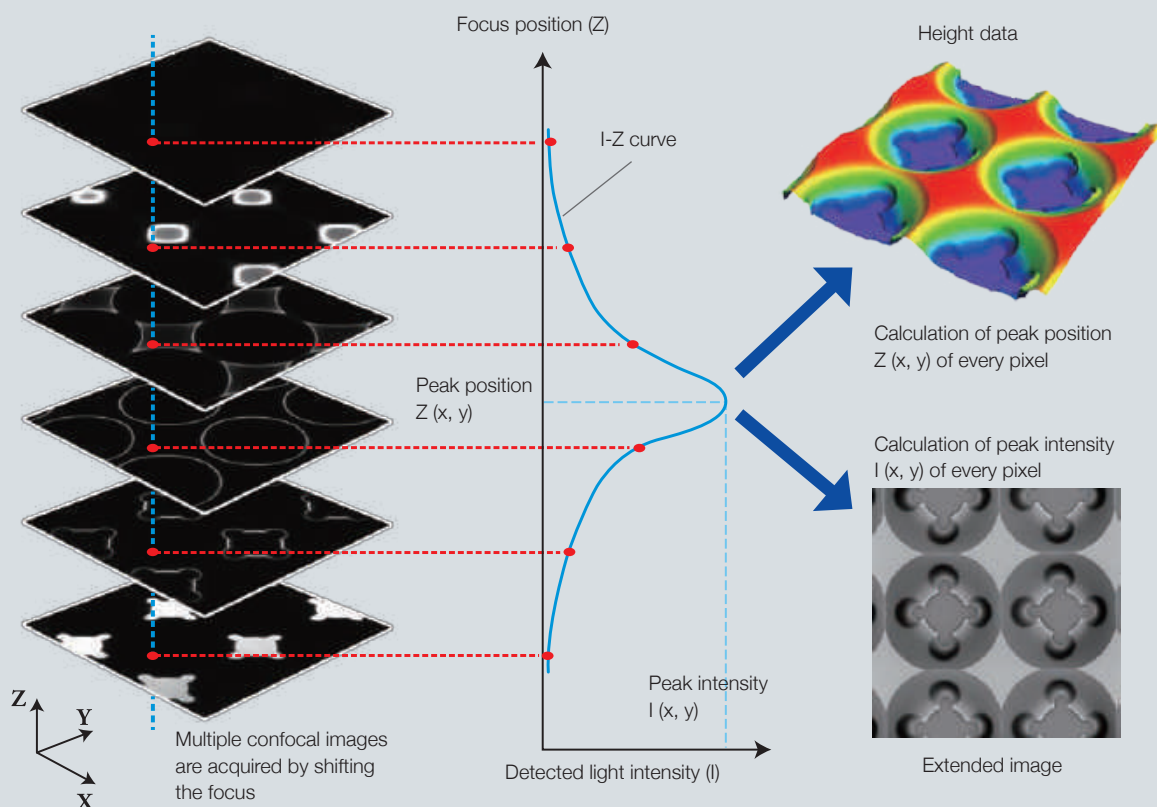 Focus position (Z)
Height data
I-Z curve
Calculation of peak position
Z (x, y) of every pixel
Peak position
Z (x, y)
Calculation of peak intensity
I (x, y) of every pixel
Peak intensity
I (x, y)
Z
Y
X
Multiple confocal images
are acquired by shifting
the focus
Detected light intensity (I)
Extended image